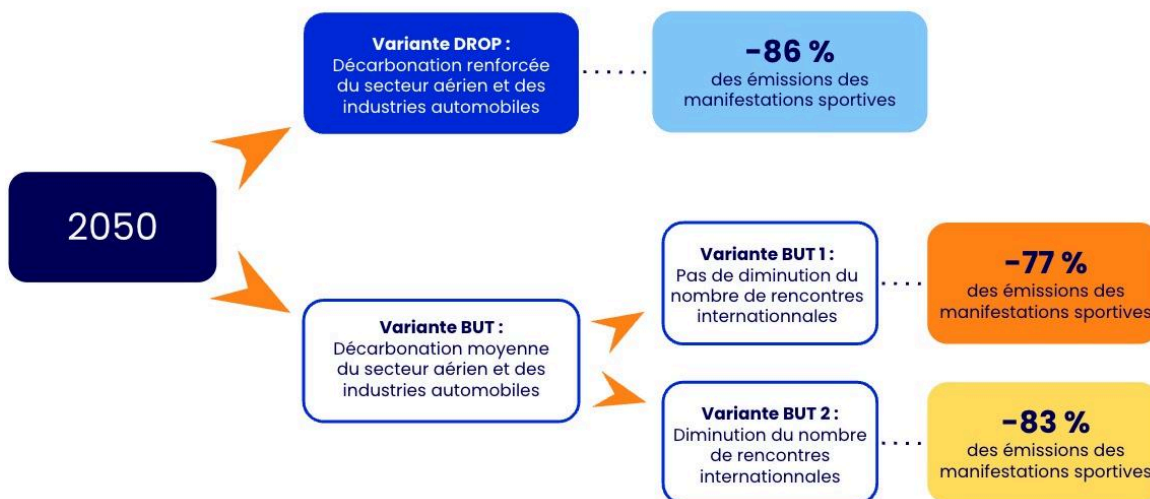 Variante DROP :
Décarbonation renforcée
du secteur aérien et des
industries automobiles
-86 %
des émissions des
manifestations sportives
2050
Variante BUT :
Décarbonation moyenne
du secteur aérien et des
industries automobiles
Variante BUT 1 :
Pas de diminution du
nombre de rencontres
internationnales
-77 %
des émissions des
manifestations sportives
Variante BUT 2 :
Diminution du nombre
de rencontres
internationnales
-83 %
des émissions des
manifestations sportives